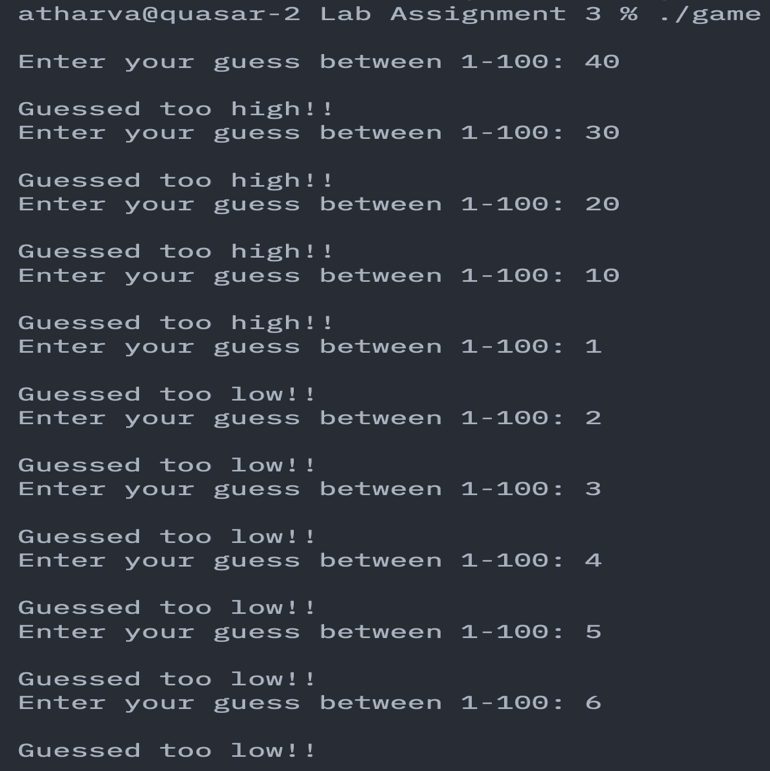 atharva@quasar-2 Lab Assignment 3 % ./game
Enter your guess between 1-100: 40
Guessed too high!!
Enter your guess between 1-100: 30
Guessed too high!!
Enter your guess between 1-100: 20
Guessed too high!!
Enter your guess between 1-100: 10
Guessed too high!!
Enter your guess between 1-100: 1
Guessed too low!!
Enter your guess between 1-100: 2
Guessed too low!!
Enter your guess between 1-100: 3
Guessed too low!!
Enter your guess between 1-100: 4
Guessed too low!!
Enter your guess between 1-100: 5
Guessed too low!!
Enter your guess between 1-100: 6
Guessed too low!!